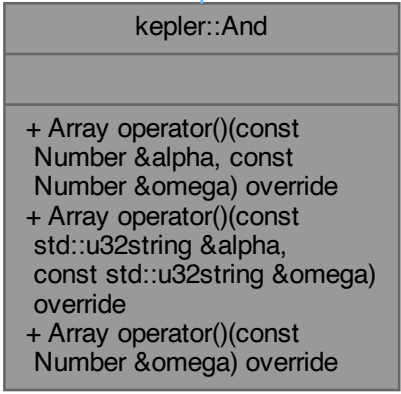 kepler::And
+ Array operator()(const
Number &alpha, const
Number &omega) override
+ Array operator()(const
std::u32string &alpha,
const std::u32string &omega)
override
+ Array operator()(const
Number &omega) override